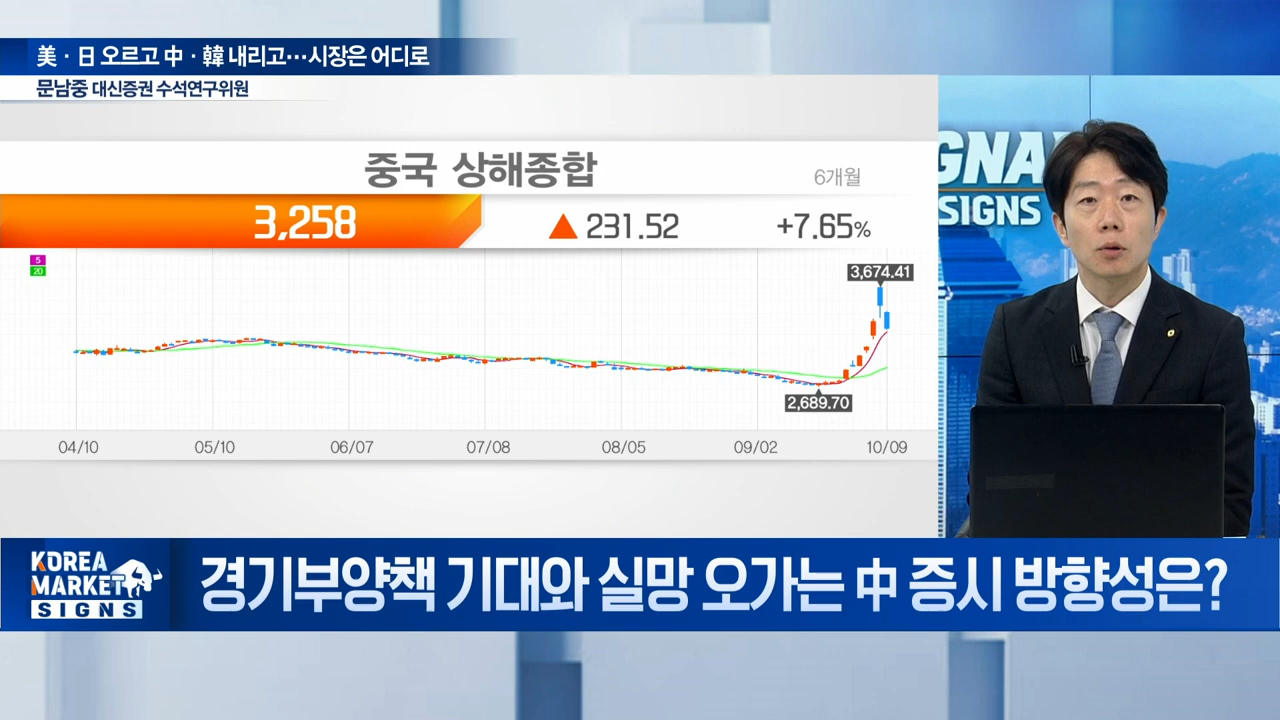 美·日 오르고 中·韓 내리고…시장은 어디로
문남중 대신증권 수석연구위원
중국 상해종합
6개월
3,258 ▲ 231.52 +7.65%
5
20
3,674.41
2,689.70
04/10 05/10 06/07 07/08 08/05 09/02 10/09
GNA
SIGNS
KOREA
MARKET
SIGNS
경기부양책 기대와 실망 오가는 中 증시 방향성은?